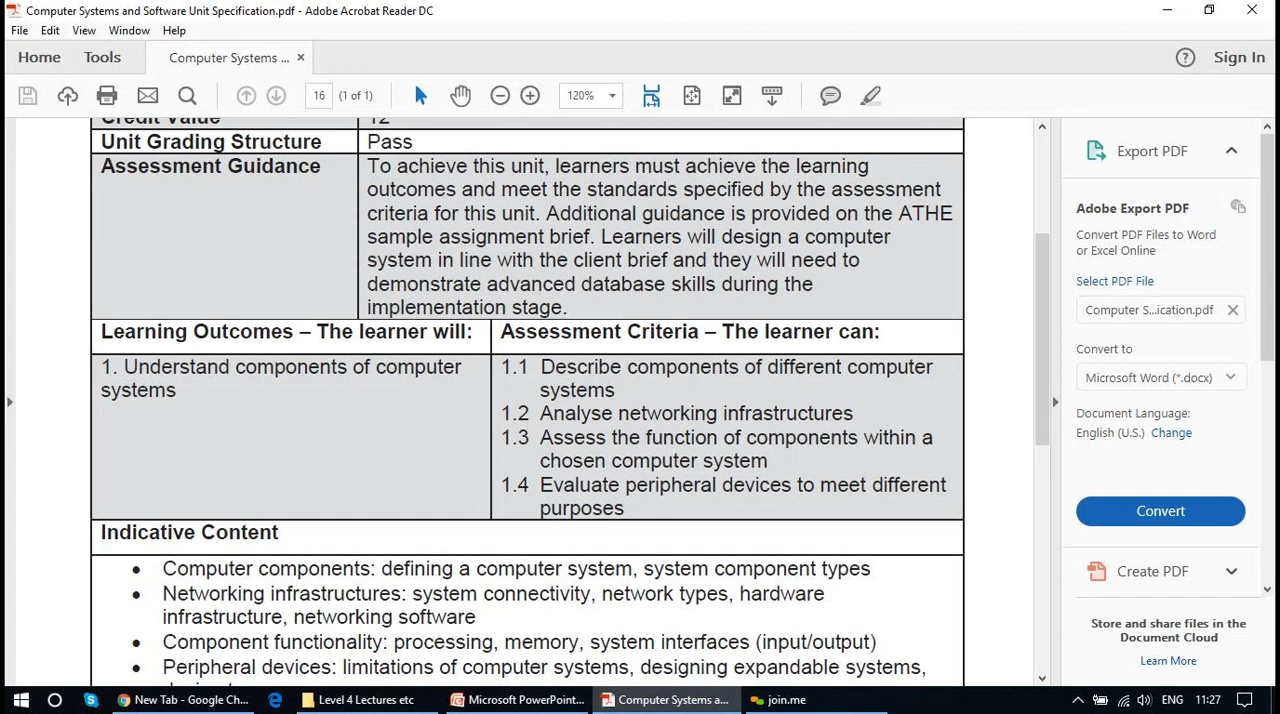 Computer Systems and Software Unit Specification.pdf - Adobe Acrobat Reader DC
File Edit View Window Help
Home Tools Computer Systems ... × Sign In
16 (1 of 1) 120%
Credit Value 12
Unit Grading Structure Pass
Assessment Guidance To achieve this unit, learners must achieve the learning
outcomes and meet the standards specified by the assessment
criteria for this unit. Additional guidance is provided on the ATHE
sample assignment brief. Learners will design a computer
system in line with the client brief and they will need to
demonstrate advanced database skills during the
implementation stage.
Learning Outcomes – The learner will: Assessment Criteria – The learner can:
1. Understand components of computer
systems
1.1 Describe components of different computer
systems
1.2 Analyse networking infrastructures
1.3 Assess the function of components within a
chosen computer system
1.4 Evaluate peripheral devices to meet different
purposes
Indicative Content
• Computer components: defining a computer system, system component types
• Networking infrastructures: system connectivity, network types, hardware
infrastructure, networking software
• Component functionality: processing, memory, system interfaces (input/output)
• Peripheral devices: limitations of computer systems, designing expandable systems,
Export PDF
Adobe Export PDF
Convert PDF Files to Word
or Excel Online
Select PDF File
Computer S...ication.pdf
Convert to
Microsoft Word (*.docx)
Document Language:
English (U.S.) Change
Convert
Create PDF
Store and share files in the
Document Cloud
Learn More
New Tab - Google Ch... Level 4 Lectures etc Microsoft PowerPoint... Computer Systems a... join.me ENG 11:27